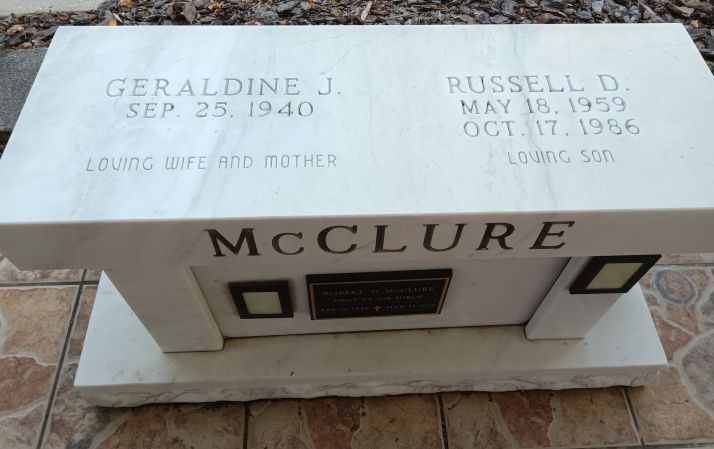 GERALDINE J.
SEP. 25, 1940
LOVING WIFE AND MOTHER
RUSSELL D.
MAY 18, 1959
OCT. 17, 1986
LOVING SON
McCLURE
ROBERT D. McCLURE
US AIR FORCE